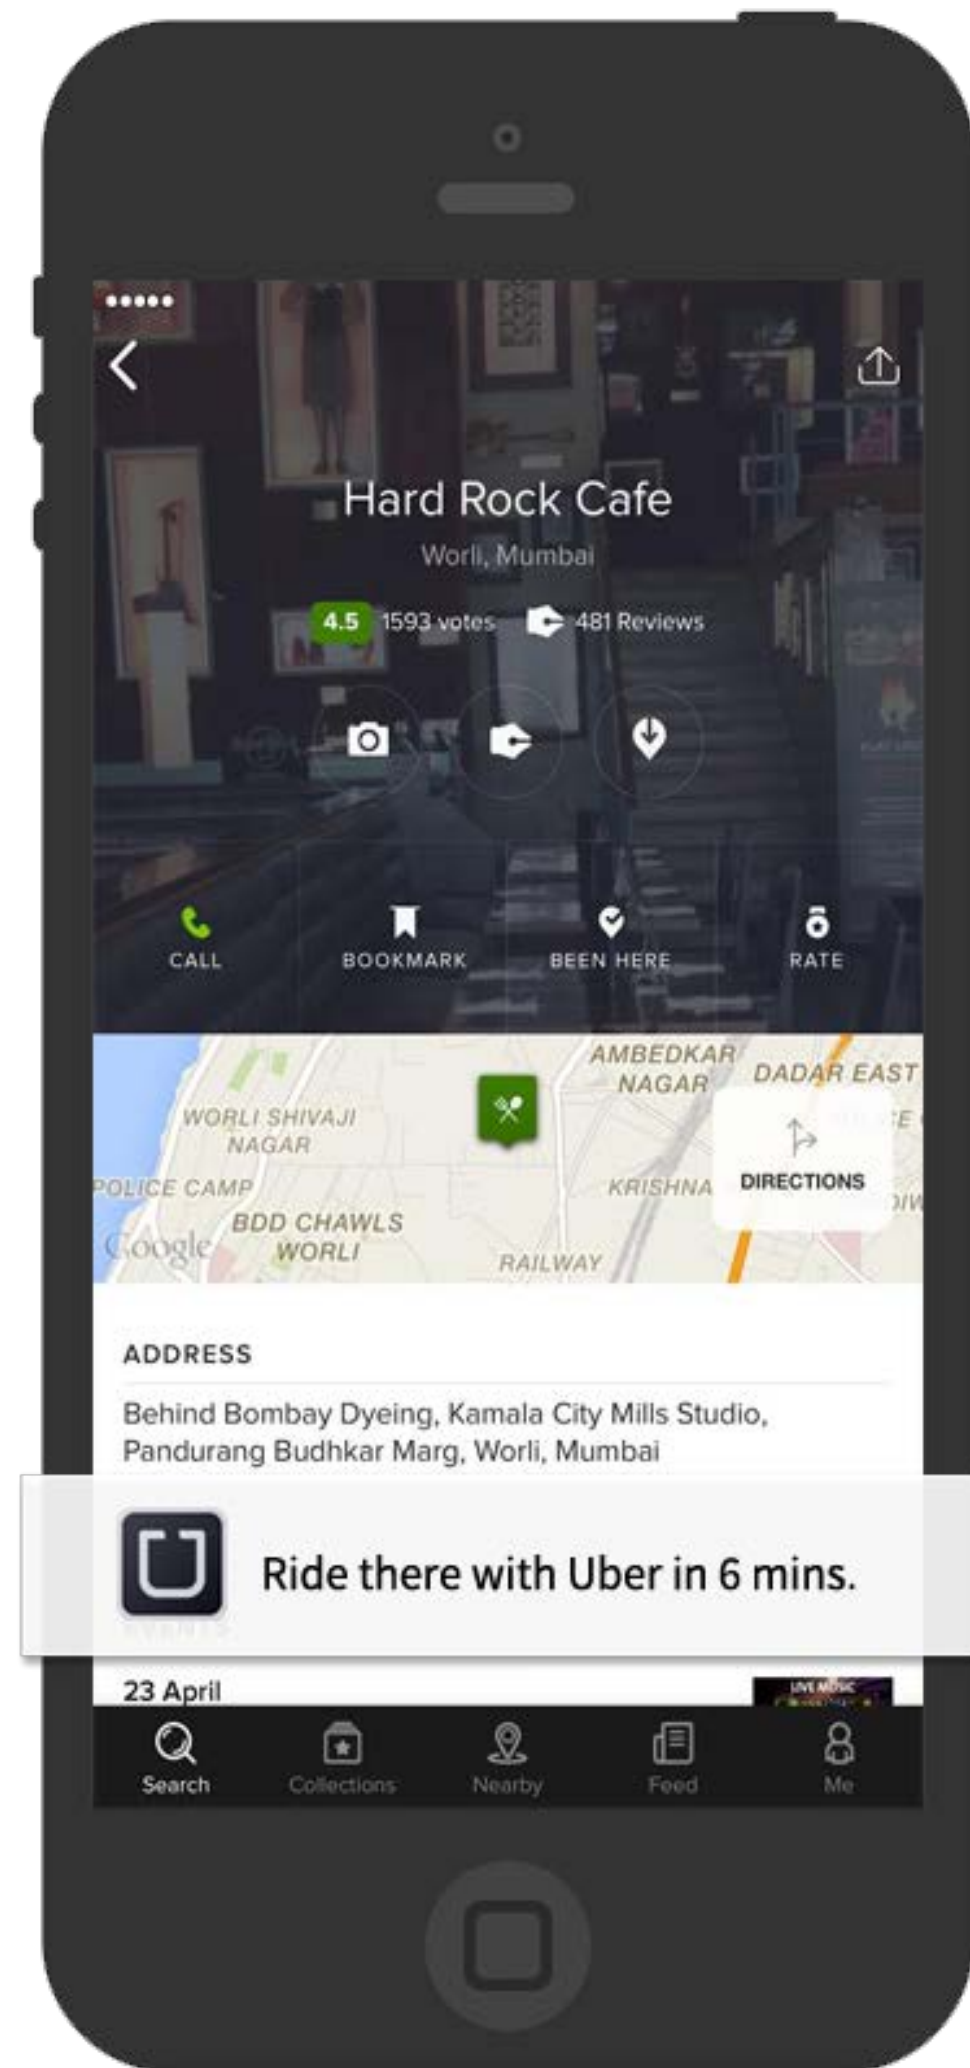 Hard Rock Cafe
Worli, Mumbai
4.5 1593 votes 481 Reviews
CALL BOOKMARK BEEN HERE RATE
AMBEDKAR
NAGAR
DADAR EAST
WORLI SHIVAJI
NAGAR
POLICE CAMP
KRISHNA
DIRECTIONS
BDD CHAWLS
WORLI
Google
RAILWAY
ADDRESS
Behind Bombay Dyeing, Kamala City Mills Studio,
Pandurang Budhkar Marg, Worli, Mumbai
Ride there with Uber in 6 mins.
EVENTS
23 April
LIVE MUSIC
Search Collections Nearby Feed Me